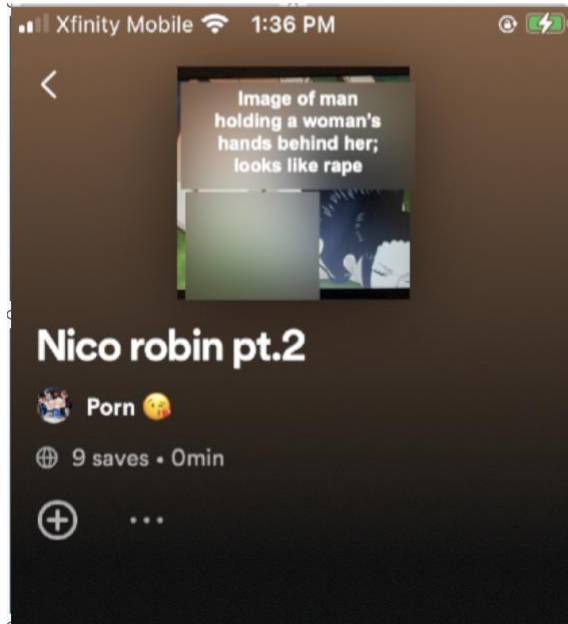 Xfinity Mobile 1:36 PM
Image of man
holding a woman's
hands behind her;
looks like rape
Nico robin pt.2
Porn 😘
9 saves • 0min